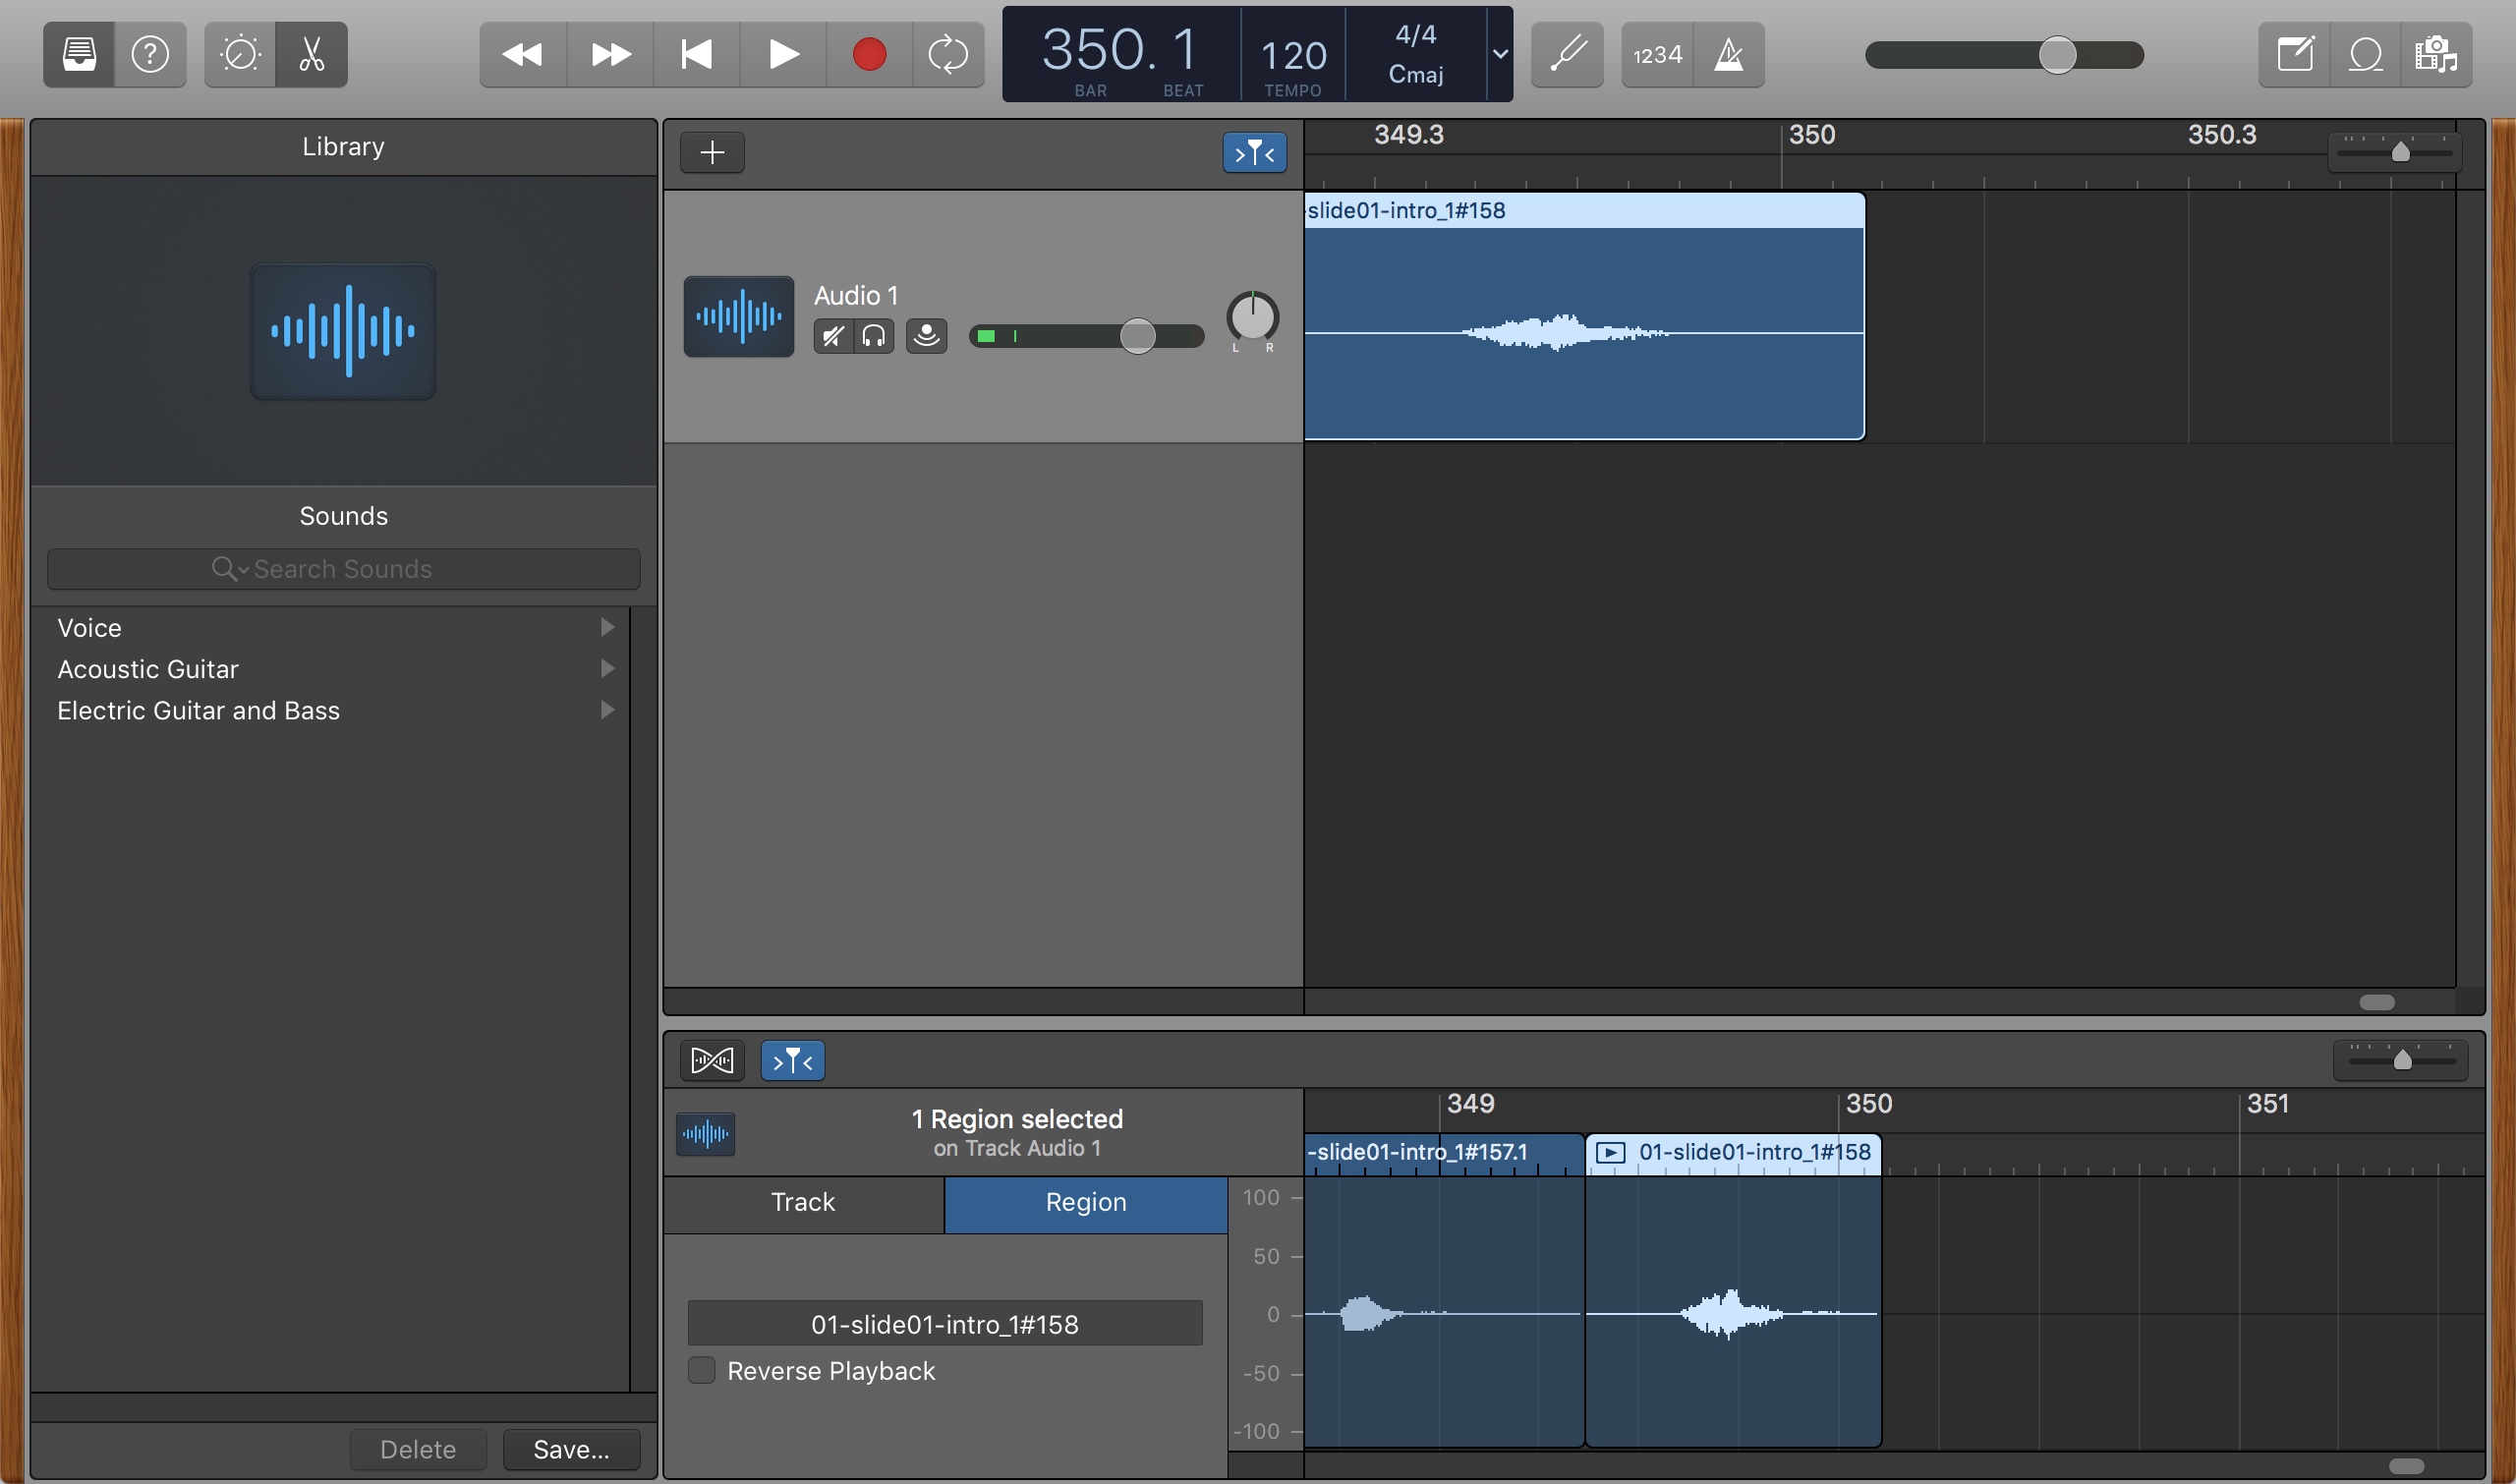 350. 1
BAR BEAT
120
TEMPO
4/4
Cmaj
1234
Library
349.3 350 350.3
-slide01-intro_1#158
Audio 1
L R
Sounds
Search Sounds
Voice
Acoustic Guitar
Electric Guitar and Bass
Delete
Save...
1 Region selected
on Track Audio 1
349 350 351
-slide01-intro_1#157.1
01-slide01-intro_1#158
Track
Region
100
50
0
-50
-100
01-slide01-intro_1#158
Reverse Playback